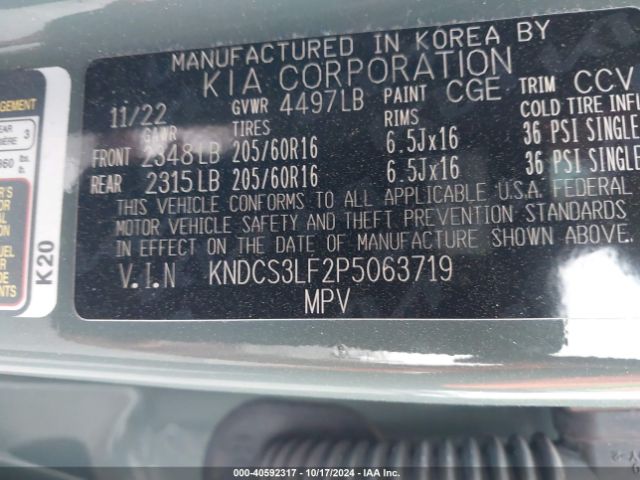 MANUFACTURED IN KOREA BY
KIA CORPORATION
11/22 GVWR 4497LB PAINT CGE TRIM CCV
GAWR TIRES RIMS COLD TIRE INFL
FRONT 2348LB 205/60R16 6.5Jx16 36 PSI SINGLE
REAR 2315LB 205/60R16 6.5Jx16 36 PSI SINGLE
THIS VEHICLE CONFORMS TO ALL APPLICABLE U.S.A. FEDERAL
MOTOR VEHICLE SAFETY AND THEFT PREVENTION STANDARDS
IN EFFECT ON THE DATE OF MANUFACTURE SHOWN ABOVE.
V.I.N KNDCS3LF2P5063719
MPV
K20
000-40592317 - 10/17/2024 - IAA Inc.